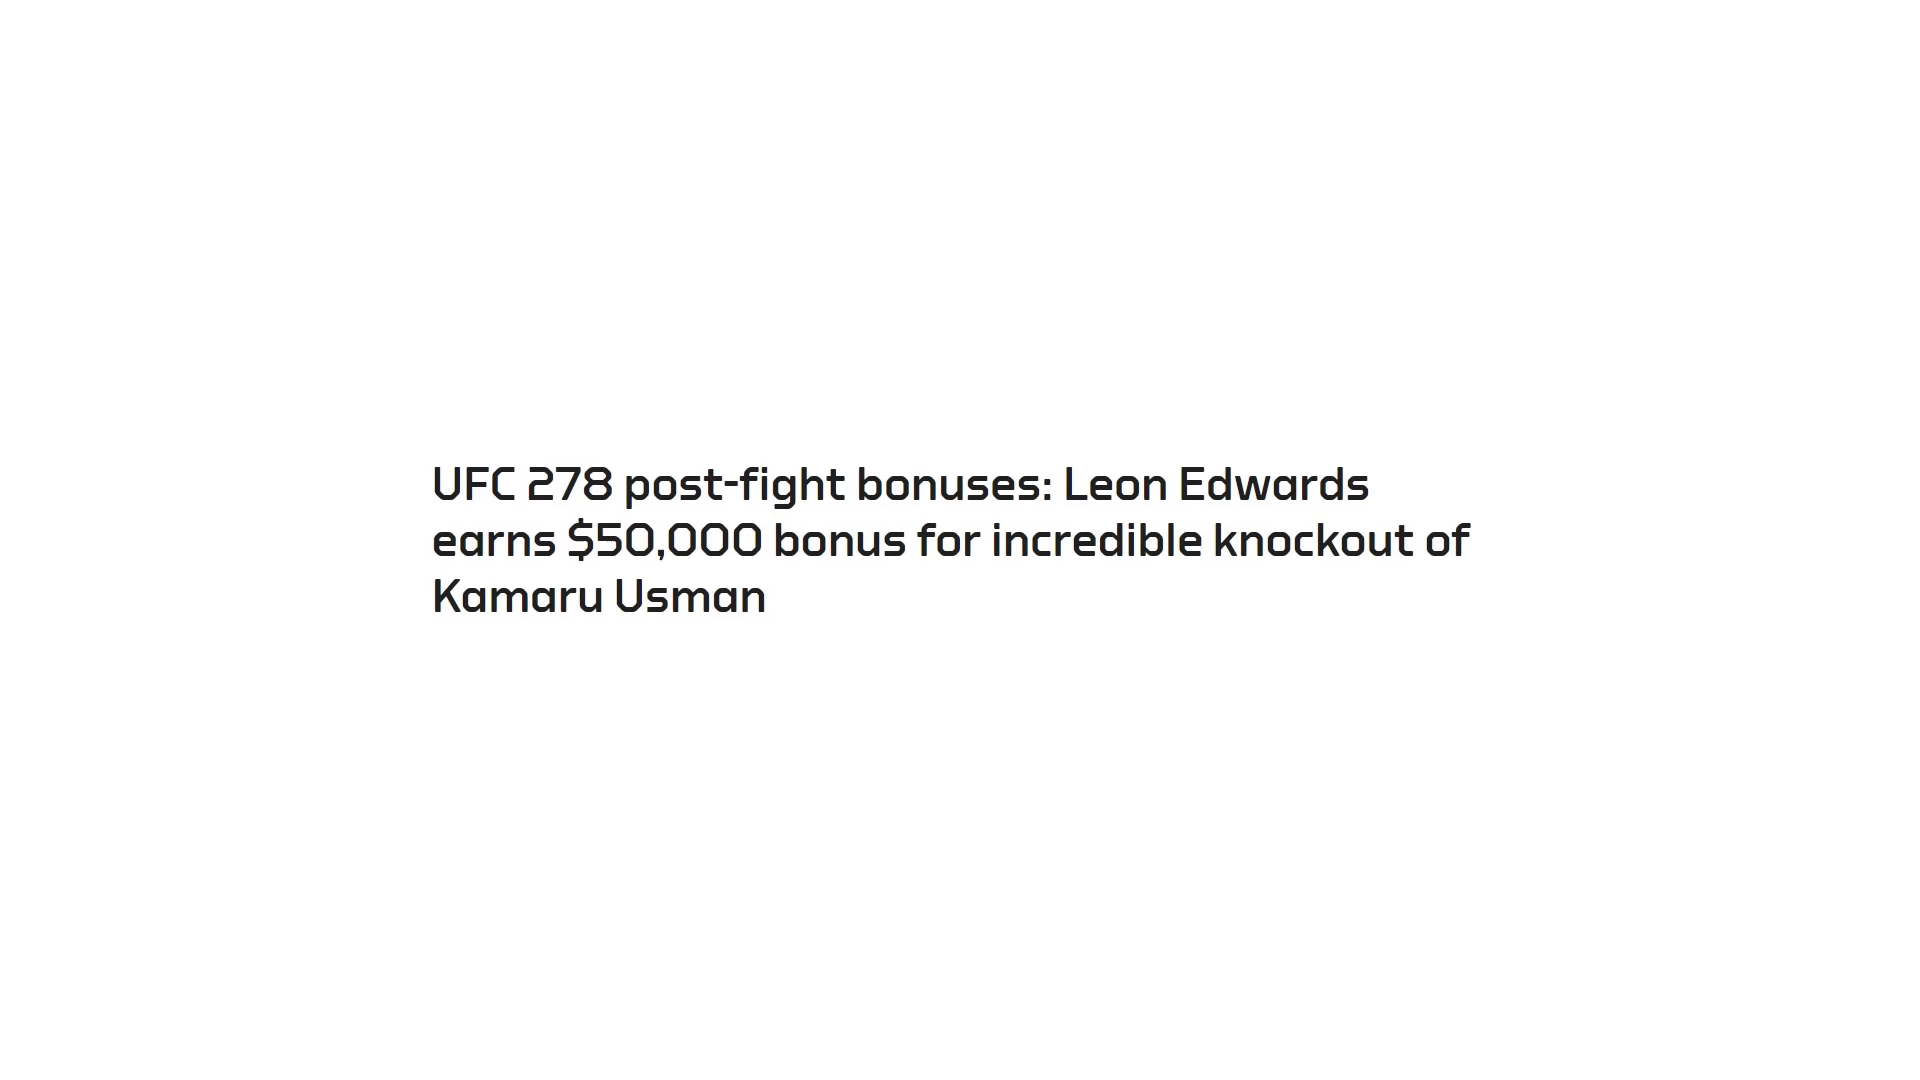 UFC 278 post-fight bonuses: Leon Edwards
earns $50,000 bonus for incredible knockout of
Kamaru Usman